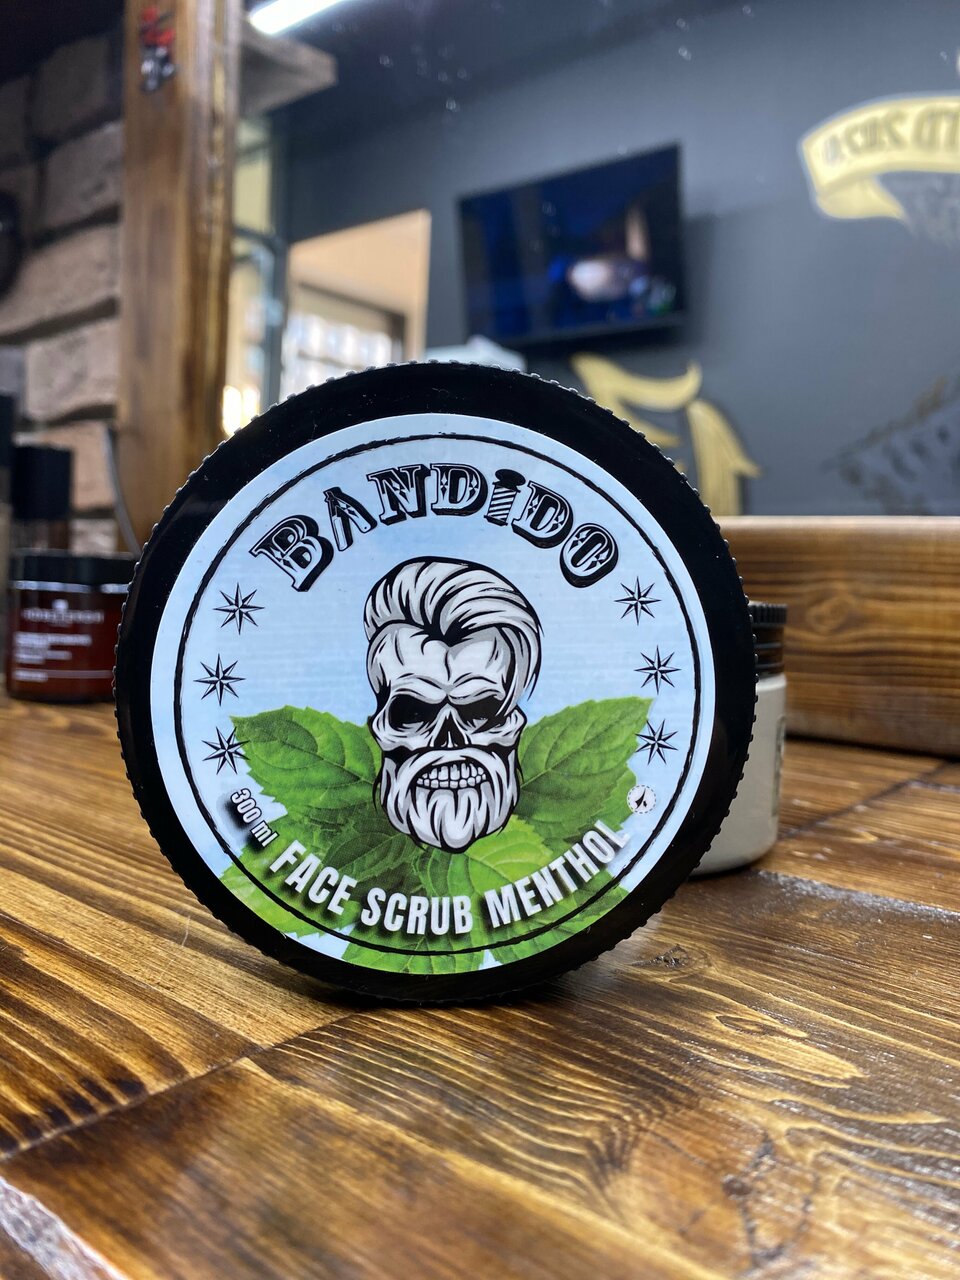 BANDIDO
300 ml
FACE SCRUB MENTHOL